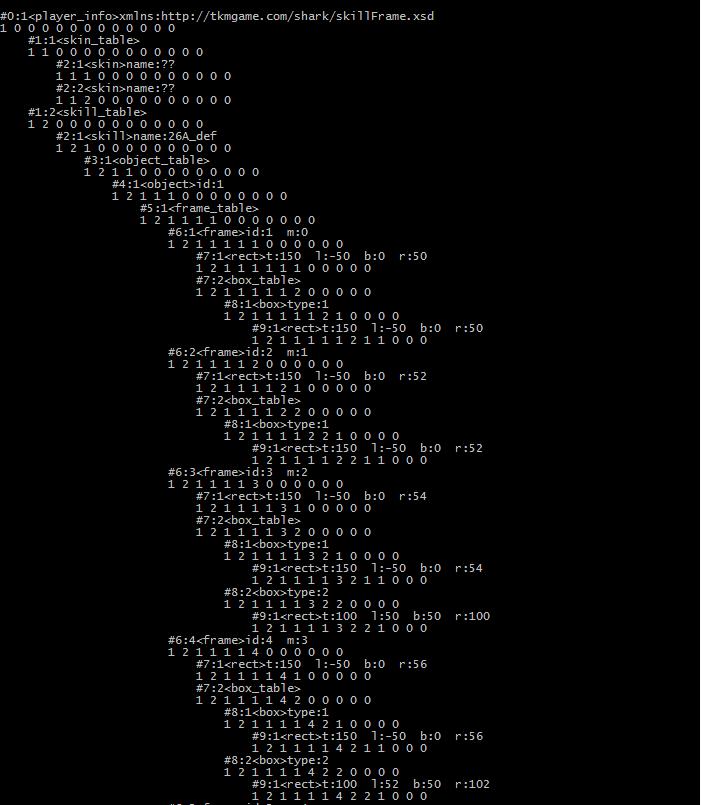 #0:1<player_info>xmlns:http://tkmgame.com/shark/skillFrame.xsd
1 0 0 0 0 0 0 0 0 0 0 0 0
#1:1<skin_table>
1 1 0 0 0 0 0 0 0 0 0 0 0
#2:1<skin>name:??
1 1 1 0 0 0 0 0 0 0 0 0 0
#2:2<skin>name:??
1 1 2 0 0 0 0 0 0 0 0 0 0
#1:2<skill_table>
1 2 0 0 0 0 0 0 0 0 0 0 0
#2:1<skill>name:26A_def
1 2 1 0 0 0 0 0 0 0 0 0 0
#3:1<object_table>
1 2 1 1 0 0 0 0 0 0 0 0 0
#4:1<object>id:1
1 2 1 1 1 0 0 0 0 0 0 0 0
#5:1<frame_table>
1 2 1 1 1 1 0 0 0 0 0 0 0
#6:1<frame>id:1  m:0
1 2 1 1 1 1 1 0 0 0 0 0 0
#7:1<rect>t:150  l:-50  b:0  r:50
1 2 1 1 1 1 1 1 0 0 0 0 0
#7:2<box_table>
1 2 1 1 1 1 1 2 0 0 0 0 0
#8:1<box>type:1
1 2 1 1 1 1 1 2 1 0 0 0 0
#9:1<rect>t:150  l:-50  b:0  r:50
1 2 1 1 1 1 1 2 1 1 0 0 0
#6:2<frame>id:2  m:1
1 2 1 1 1 1 2 0 0 0 0 0 0
#7:1<rect>t:150  l:-50  b:0  r:52
1 2 1 1 1 1 2 1 0 0 0 0 0
#7:2<box_table>
1 2 1 1 1 1 2 2 0 0 0 0 0
#8:1<box>type:1
1 2 1 1 1 1 2 2 1 0 0 0 0
#9:1<rect>t:150  l:-50  b:0  r:52
1 2 1 1 1 1 2 2 1 1 0 0 0
#6:3<frame>id:3  m:2
1 2 1 1 1 1 3 0 0 0 0 0 0
#7:1<rect>t:150  l:-50  b:0  r:54
1 2 1 1 1 1 3 1 0 0 0 0 0
#7:2<box_table>
1 2 1 1 1 1 3 2 0 0 0 0 0
#8:1<box>type:1
1 2 1 1 1 1 3 2 1 0 0 0 0
#9:1<rect>t:150  l:-50  b:0  r:54
1 2 1 1 1 1 3 2 1 1 0 0 0
#8:2<box>type:2
1 2 1 1 1 1 3 2 2 0 0 0 0
#9:1<rect>t:100  l:50  b:50  r:100
1 2 1 1 1 1 3 2 2 1 0 0 0
#6:4<frame>id:4  m:3
1 2 1 1 1 1 4 0 0 0 0 0 0
#7:1<rect>t:150  l:-50  b:0  r:56
1 2 1 1 1 1 4 1 0 0 0 0 0
#7:2<box_table>
1 2 1 1 1 1 4 2 0 0 0 0 0
#8:1<box>type:1
1 2 1 1 1 1 4 2 1 0 0 0 0
#9:1<rect>t:150  l:-50  b:0  r:56
1 2 1 1 1 1 4 2 1 1 0 0 0
#8:2<box>type:2
1 2 1 1 1 1 4 2 2 0 0 0 0
#9:1<rect>t:100  l:52  b:50  r:102
1 2 1 1 1 1 4 2 2 1 0 0 0